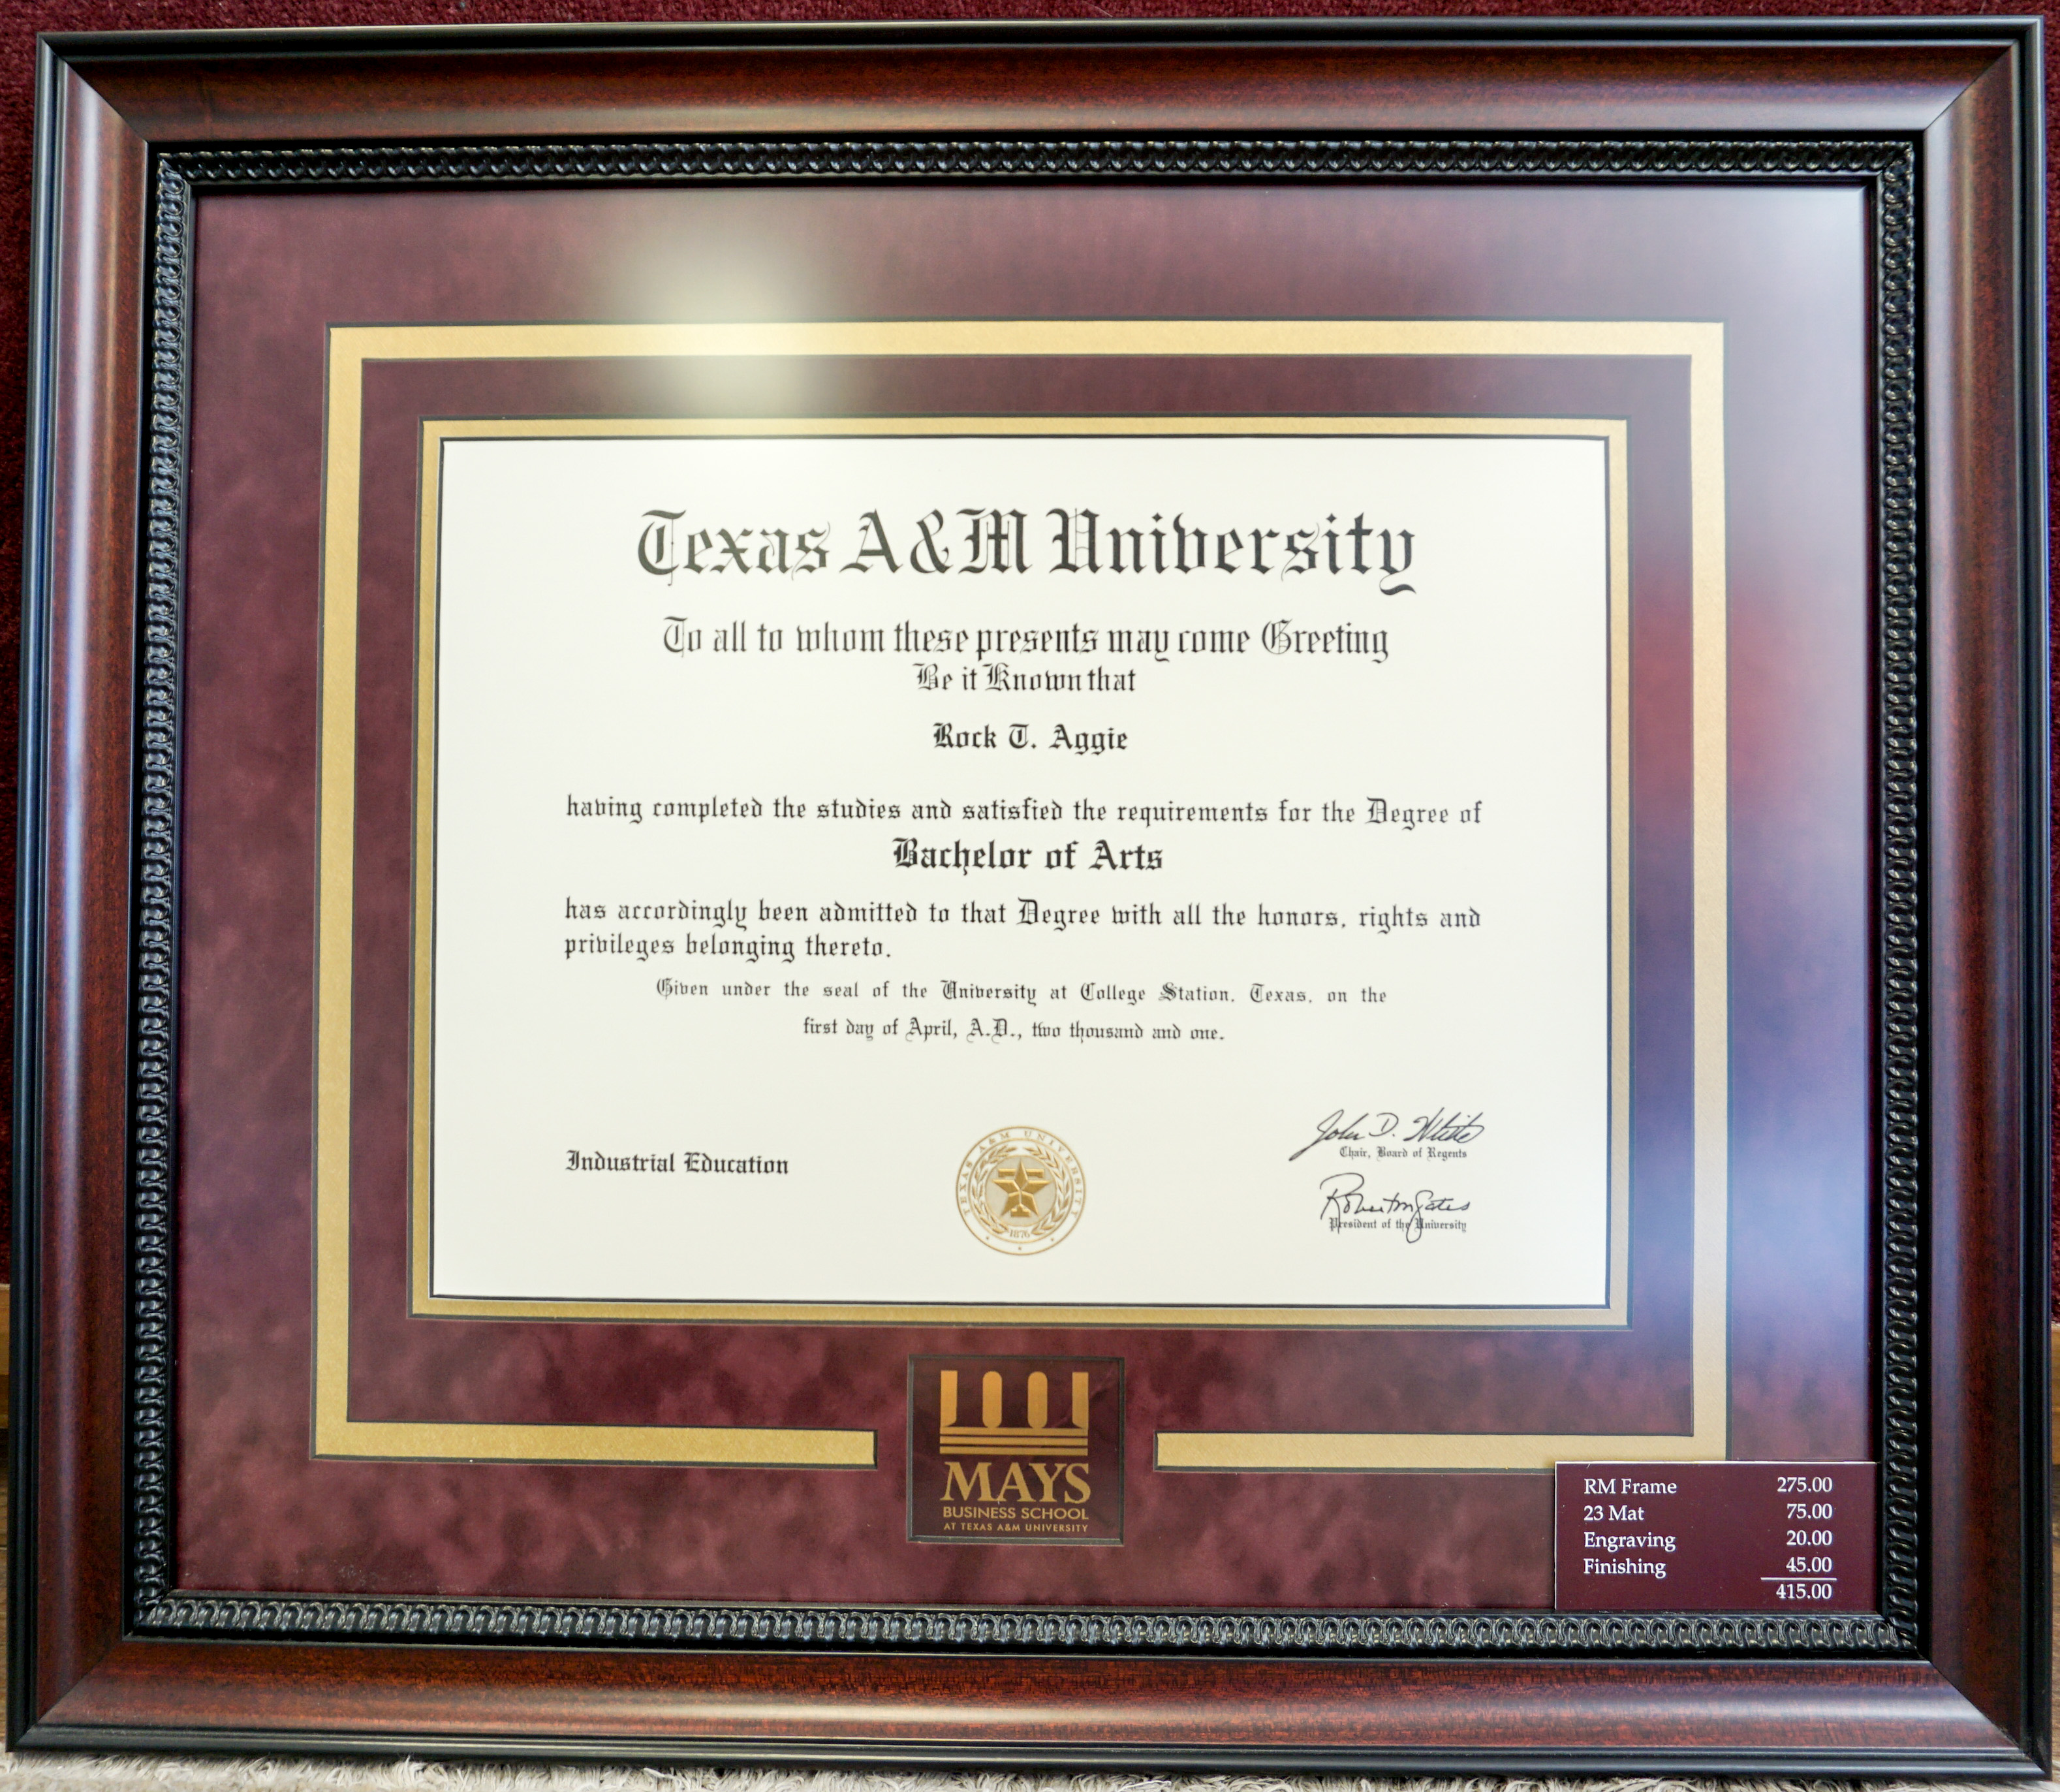 Texas A&M University
To all to whom these presents may come Greeting
Be it Known that
Rock T. Aggie
having completed the studies and satisfied the requirements for the Degree of
Bachelor of Arts
has accordingly been admitted to that Degree with all the honors, rights and
privileges belonging thereto.
Given under the seal of the University at College Station, Texas, on the
first day of April, A.D., two thousand and one.
Industrial Education
TEXAS A&M UNIVERSITY
1876
John D. White
Chair, Board of Regents
Robert M Gates
President of the University
MAYS
BUSINESS SCHOOL
AT TEXAS A&M UNIVERSITY
RM Frame 275.00
23 Mat 75.00
Engraving 20.00
Finishing 45.00
415.00